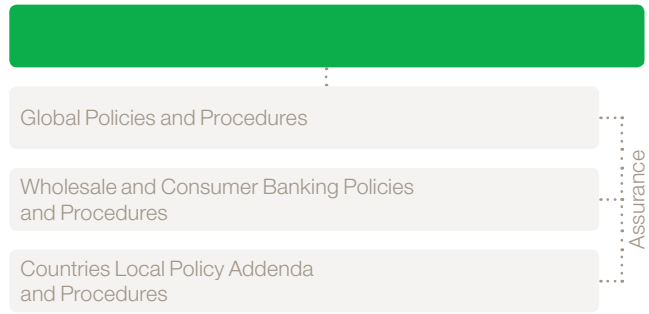 Global Policies and Procedures
Wholesale and Consumer Banking Policies
and Procedures
Countries Local Policy Addenda
and Procedures
Assurance